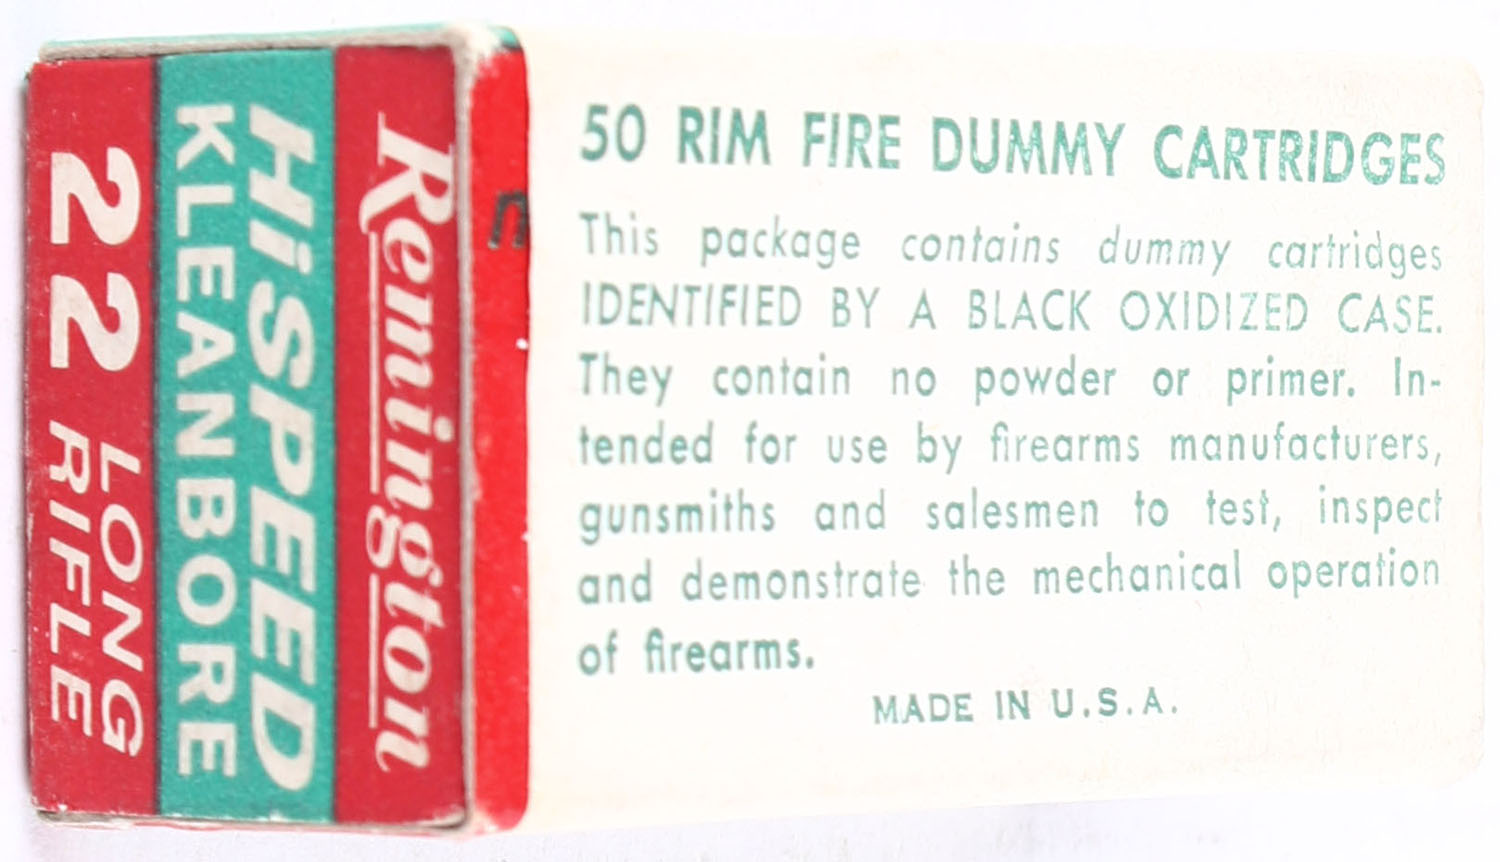 Remington
HiSPEED
KLEANBORE
22 LONG
RIFLE
50 RIM FIRE DUMMY CARTRIDGES
This package contains dummy cartridges
IDENTIFIED BY A BLACK OXIDIZED CASE.
They contain no powder or primer. In-
tended for use by firearms manufacturers,
gunsmiths and salesmen to test, inspect
and demonstrate the mechanical operation
of firearms.
MADE IN U.S.A.